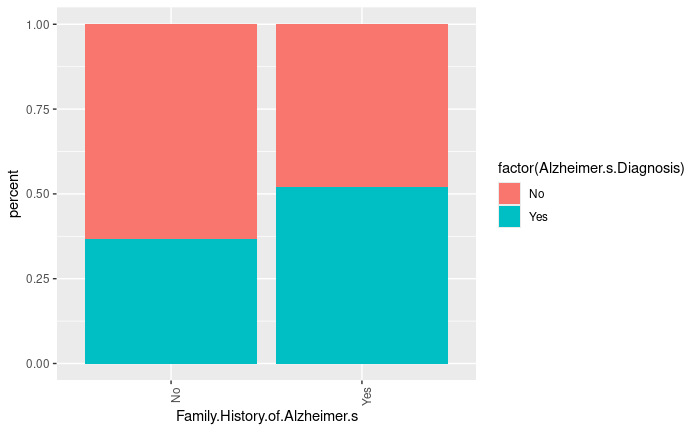 1.00
0.75
0.50
0.25
0.00
percent
No
Yes
Family.History.of.Alzheimer.s
factor(Alzheimer.s.Diagnosis)
No
Yes